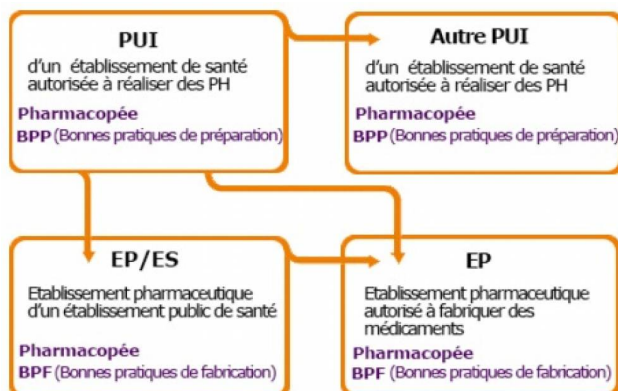 PUI
d'un établissement de santé
autorisée à réaliser des PH
Pharmacopée
BPP (Bonnes pratiques de préparation)
Autre PUI
d'un établissement de santé
autorisée à réaliser des PH
Pharmacopée
BPP (Bonnes pratiques de préparation)
EP/ES
Etablissement pharmaceutique
d'un établissement public de santé
Pharmacopée
BPF (Bonnes pratiques de fabrication)
EP
Etablissement pharmaceutique
autorisé à fabriquer des
médicaments
Pharmacopée
BPF (Bonnes pratiques de fabrication)